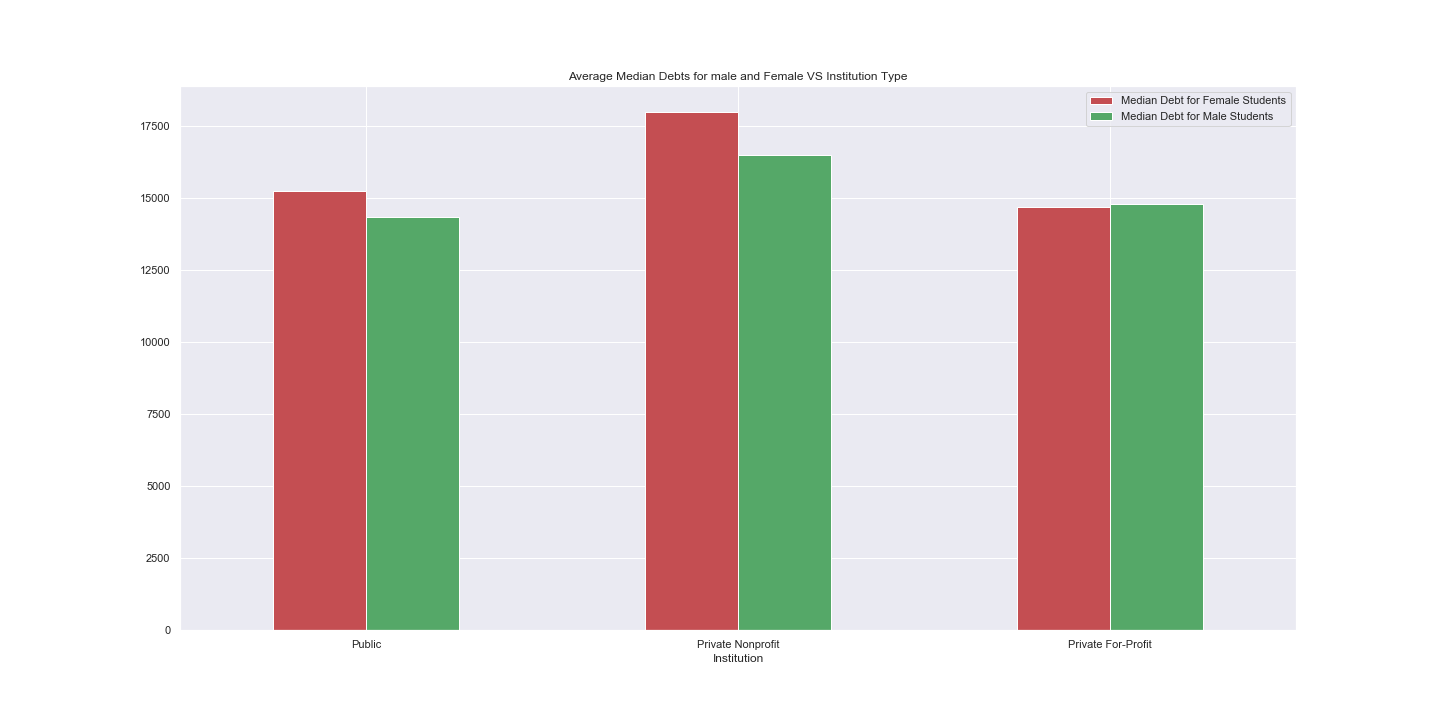 Average Median Debts for male and Female VS Institution Type
Median Debt for Female Students
Median Debt for Male Students
17500
15000
12500
10000
7500
5000
2500
0
Public
Private Nonprofit
Private For-Profit
Institution